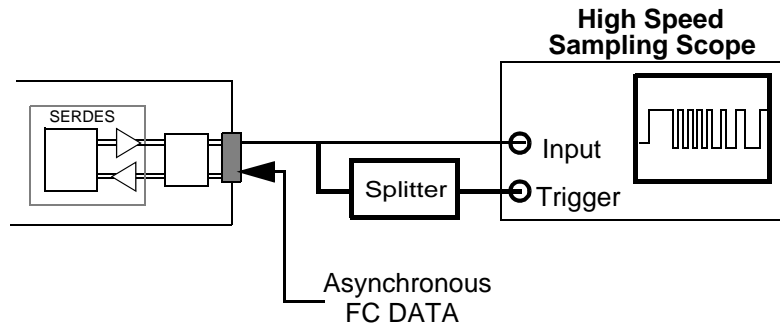 High Speed
Sampling Scope
SERDES
Input
Splitter
Trigger
Asynchronous
FC DATA